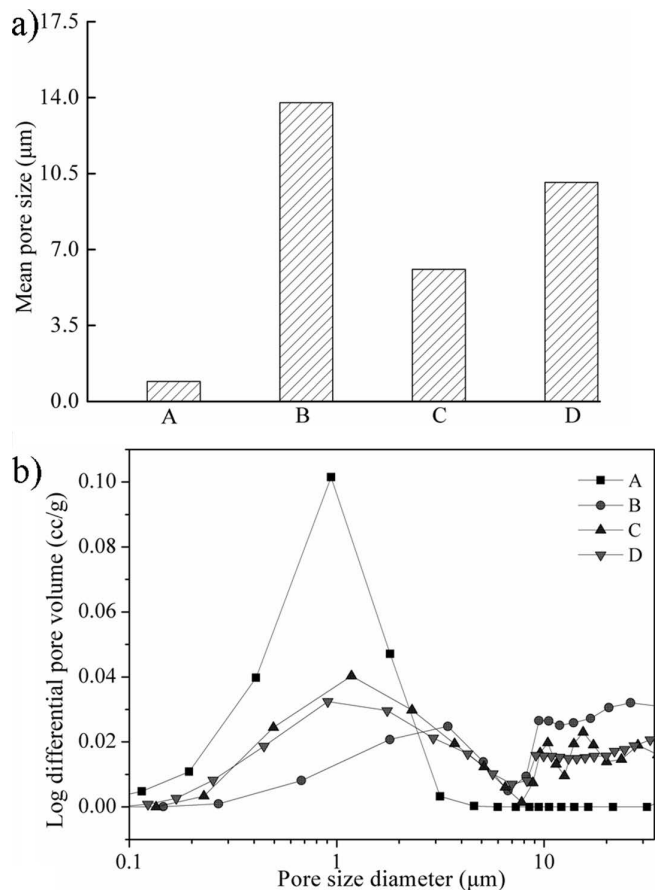 a)
17.5
14.0
10.5
7.0
3.5
0.0
Mean pore size (μm)
A B C D
b)
0.10
0.08
0.06
0.04
0.02
0.00
Log differential pore volume (cc/g)
A
B
C
D
0.1 1 10
Pore size diameter (μm)